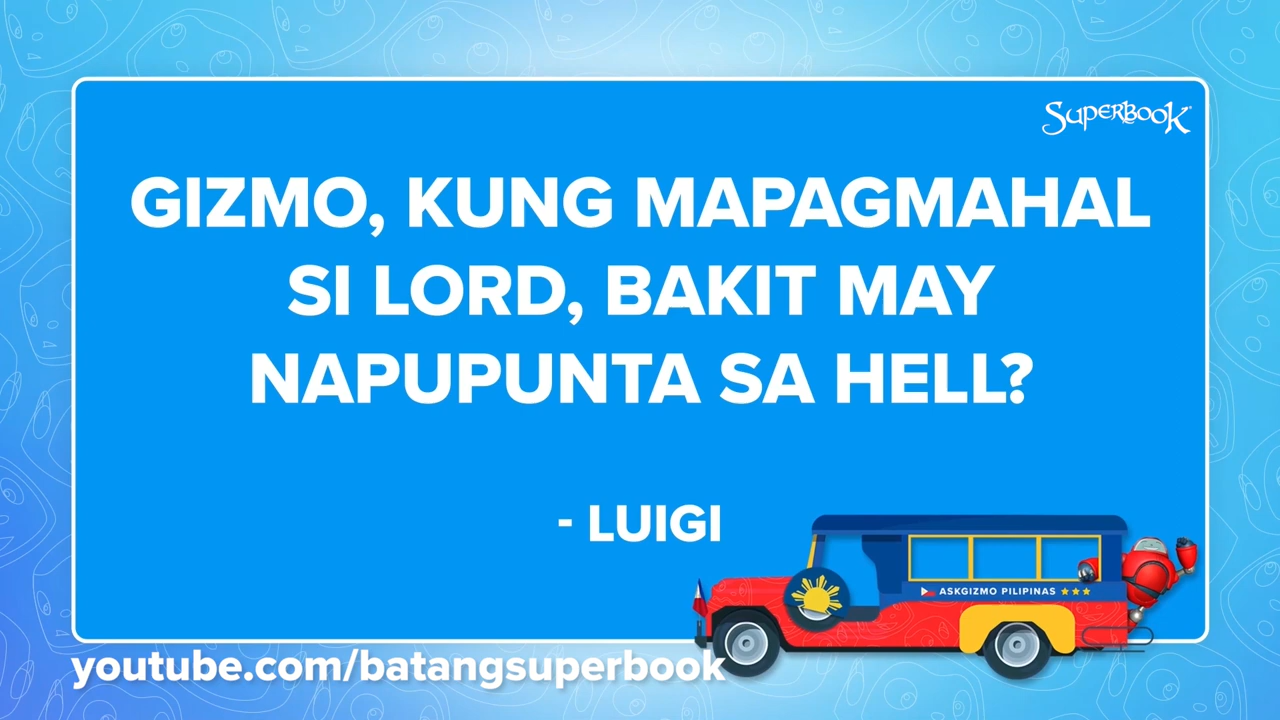 SUPERBOOK
GIZMO, KUNG MAPAGMAHAL
SI LORD, BAKIT MAY
NAPUPUNTA SA HELL?
- LUIGI
ASKGIZMO PILIPINAS
youtube.com/batangsuperbook